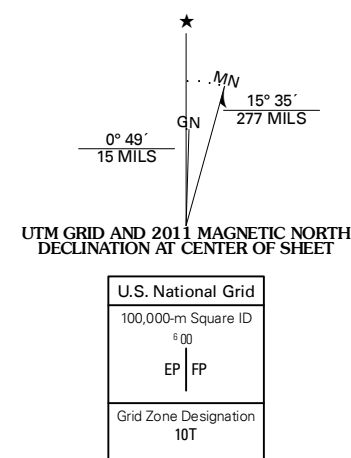 MN
15° 35´
277 MILS
GN
0° 49´
15 MILS
UTM GRID AND 2011 MAGNETIC NORTH
DECLINATION AT CENTER OF SHEET
U.S. National Grid
100,000-m Square ID
6 00
EP FP
Grid Zone Designation
10T